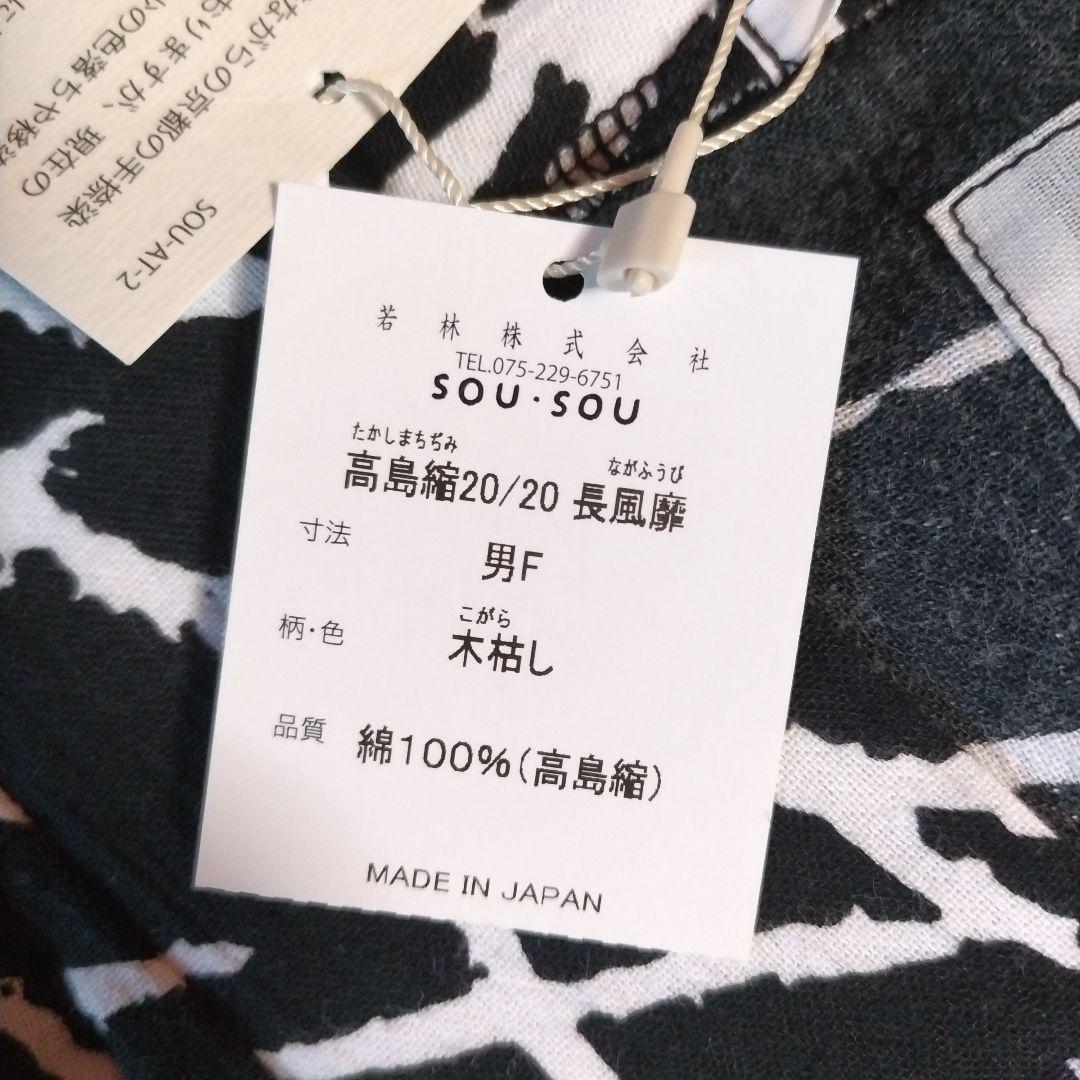 ながらの京都の手捺染
おりますが、現在の
の色落ちや移染
SOU-AT-2
若林株式会社
TEL.075-229-6751
SOU・SOU
たかしまちぢみ ながふうび
高島縮20/20 長風靡
寸法 男F
こがら
柄・色 木枯し
品質 綿100%(高島縮)
MADE IN JAPAN